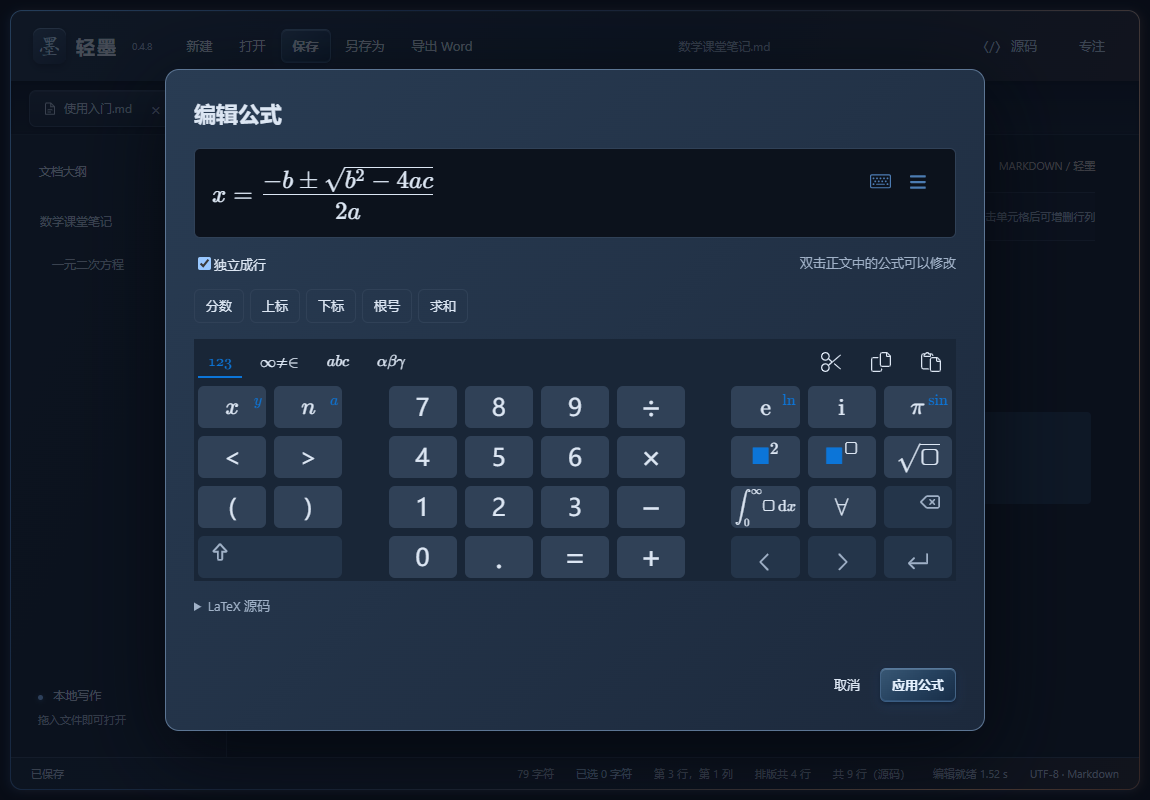 墨 轻墨 0.4.8 新建 打开 保存 另存为 导出 Word 数学课堂笔记.md 源码 专注
使用入门.md ×
文档大纲
MARKDOWN / 轻墨
数学课堂笔记
击单元格后可增删行列
一元二次方程
编辑公式
x = \frac{-b ± \sqrt{b^2 − 4ac}}{2a}
独立成行 双击正文中的公式可以修改
分数 上标 下标 根号 求和
123 ∞≠∈ abc αβγ
x y n a 7 8 9 ÷ e ln i π sin
< > 4 5 6 × 2 √
( ) 1 2 3 − ∫ 0 ∞ dx ∀
0 . = +
LaTeX 源码
取消 应用公式
本地写作
拖入文件即可打开
已保存 79 字符 已选 0 字符 第 3 行，第 1 列 排版共 4 行 共 9 行（源码） 编辑就绪 1.52 s UTF-8 · Markdown